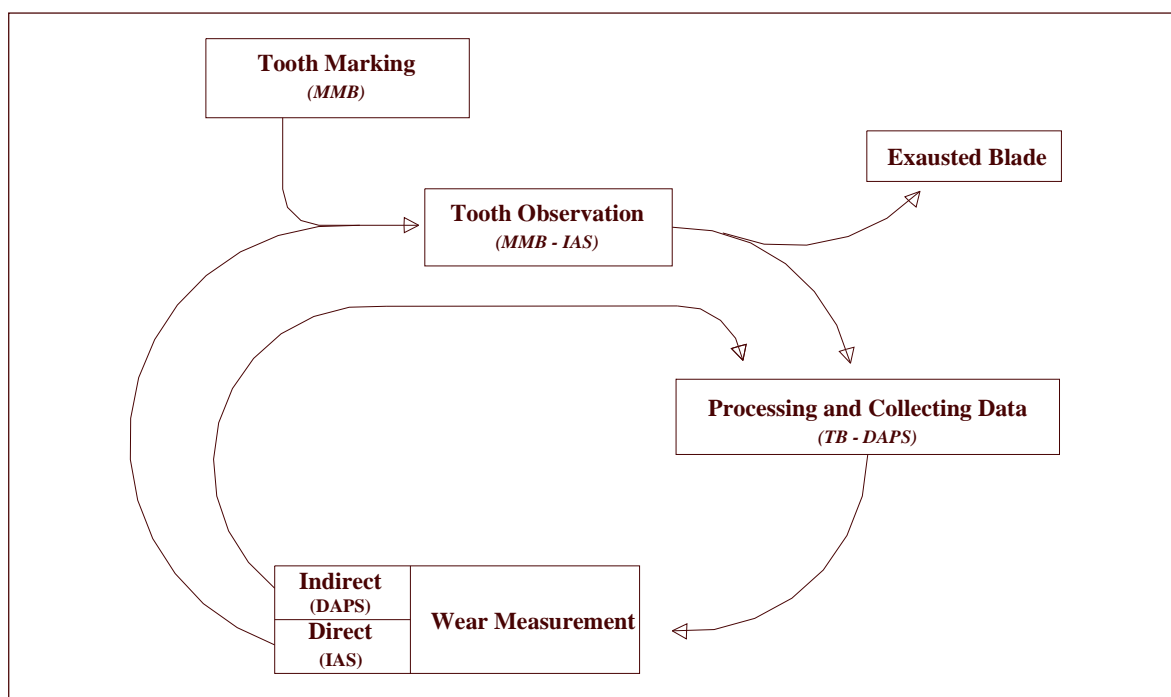 Tooth Marking
(MMB)
Exausted Blade
Tooth Observation
(MMB - IAS)
Processing and Collecting Data
(TB - DAPS)
Indirect
(DAPS)
Direct
(IAS)
Wear Measurement